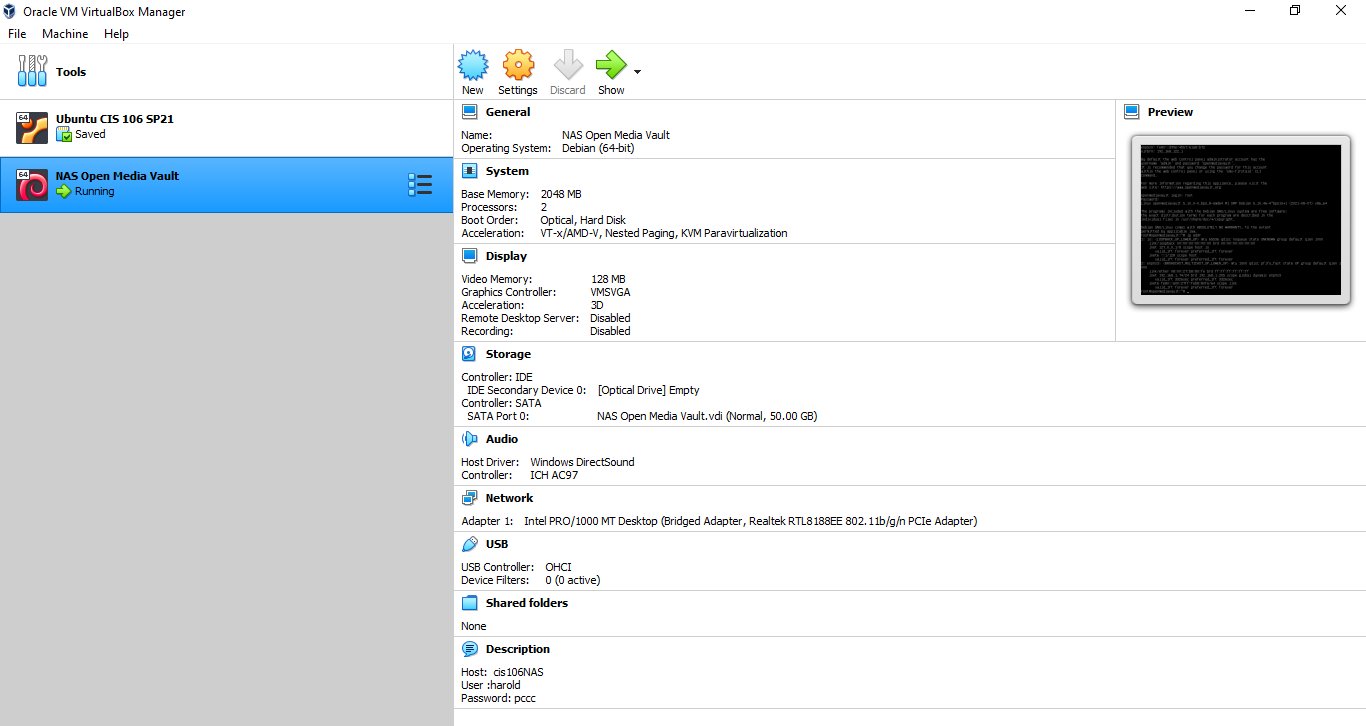 Oracle VM VirtualBox Manager
File Machine Help
Tools
New Settings Discard Show
64
Ubuntu CIS 106 SP21
Saved
64
NAS Open Media Vault
Running
General
Name: NAS Open Media Vault
Operating System: Debian (64-bit)
System
Base Memory: 2048 MB
Processors: 2
Boot Order: Optical, Hard Disk
Acceleration: VT-x/AMD-V, Nested Paging, KVM Paravirtualization
Display
Video Memory: 128 MB
Graphics Controller: VMSVGA
Acceleration: 3D
Remote Desktop Server: Disabled
Recording: Disabled
Storage
Controller: IDE
IDE Secondary Device 0: [Optical Drive] Empty
Controller: SATA
SATA Port 0: NAS Open Media Vault.vdi (Normal, 50.00 GB)
Audio
Host Driver: Windows DirectSound
Controller: ICH AC97
Network
Adapter 1: Intel PRO/1000 MT Desktop (Bridged Adapter, Realtek RTL8188EE 802.11b/g/n PCIe Adapter)
USB
USB Controller: OHCI
Device Filters: 0 (0 active)
Shared folders
None
Description
Host: cis106NAS
User :harold
Password: pccc
Preview